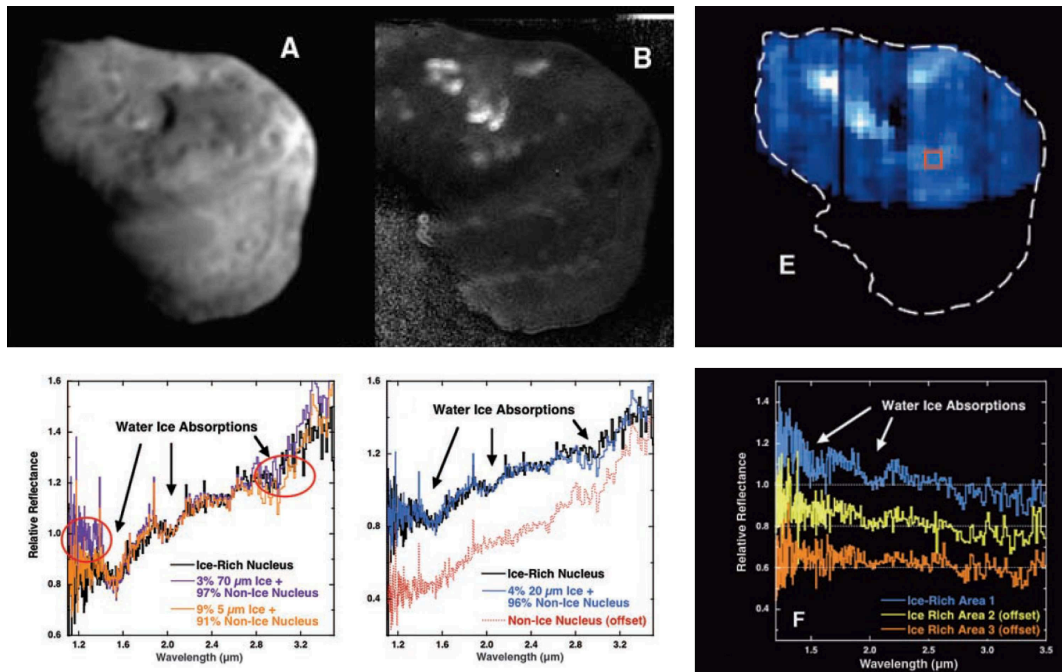 A
B
E
1.6
1.4
1.2
1.0
0.8
0.6
Relative Reflectance
1.2
1.6
2.0
2.4
2.8
3.2
Wavelength (µm)
Water Ice Absorptions
Ice-Rich Nucleus
3% 70 µm Ice +
97% Non-Ice Nucleus
9% 5 µm Ice +
91% Non-Ice Nucleus
1.6
1.2
0.8
0.4
1.2
1.6
2.0
2.4
2.8
3.2
Wavelength (µm)
Water Ice Absorptions
Ice-Rich Nucleus
4% 20 µm Ice +
96% Non-Ice Nucleus
Non-Ice Nucleus (offset)
1.4
1.2
1.0
0.8
0.6
0.4
Relative Reflectance
1.5
2.0
2.5
3.0
3.5
Wavelength (µm)
Water Ice Absorptions
F
Ice-Rich Area 1
Ice Rich Area 2 (offset)
Ice Rich Area 3 (offset)